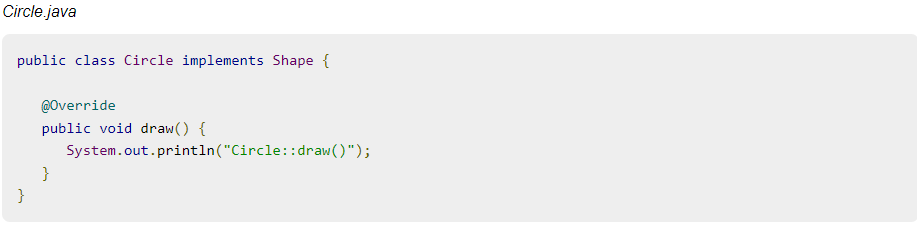 Circle.java
public class Circle implements Shape {
@Override
public void draw() {
System.out.println("Circle::draw()");
}
}